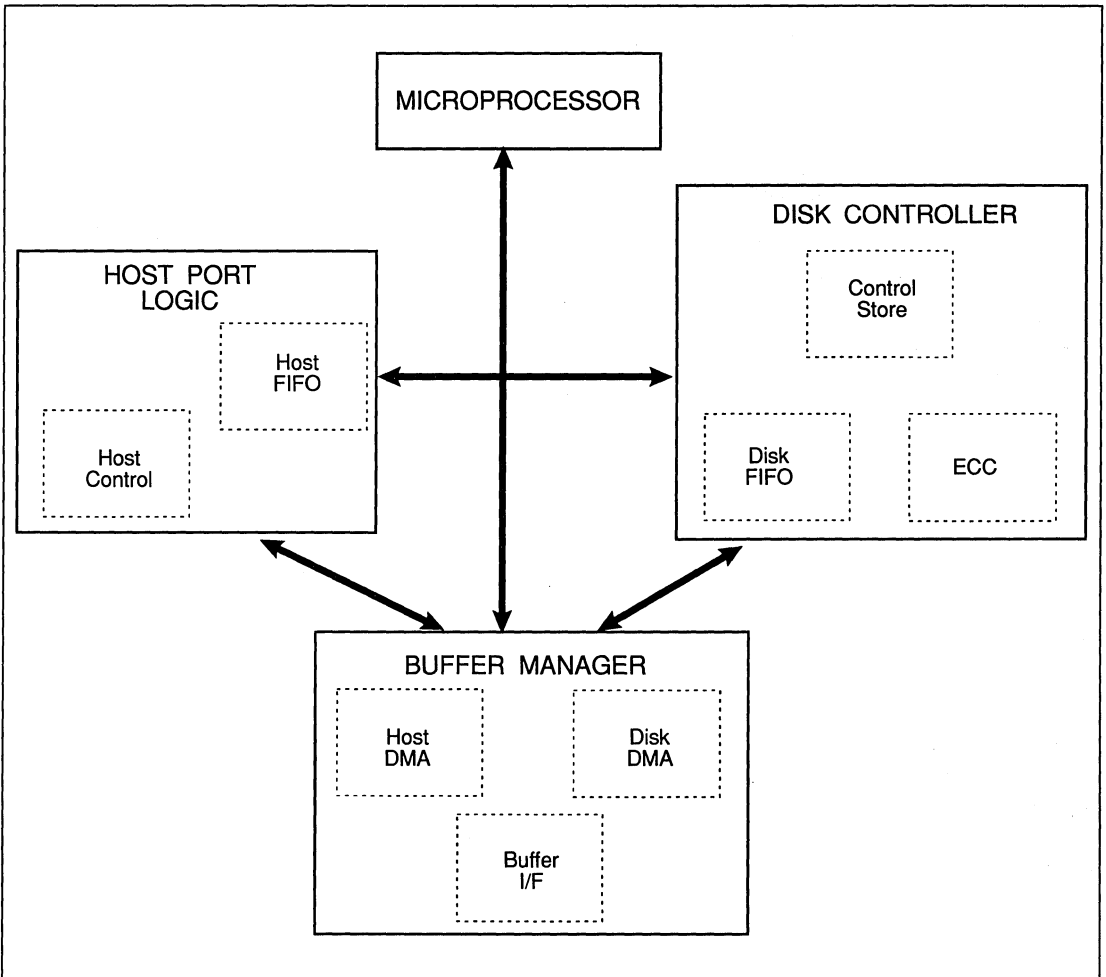 MICROPROCESSOR
DISK CONTROLLER
Control
Store
Disk
FIFO
ECC
HOST PORT
LOGIC
Host
FIFO
Host
Control
BUFFER MANAGER
Host
DMA
Disk
DMA
Buffer
I/F